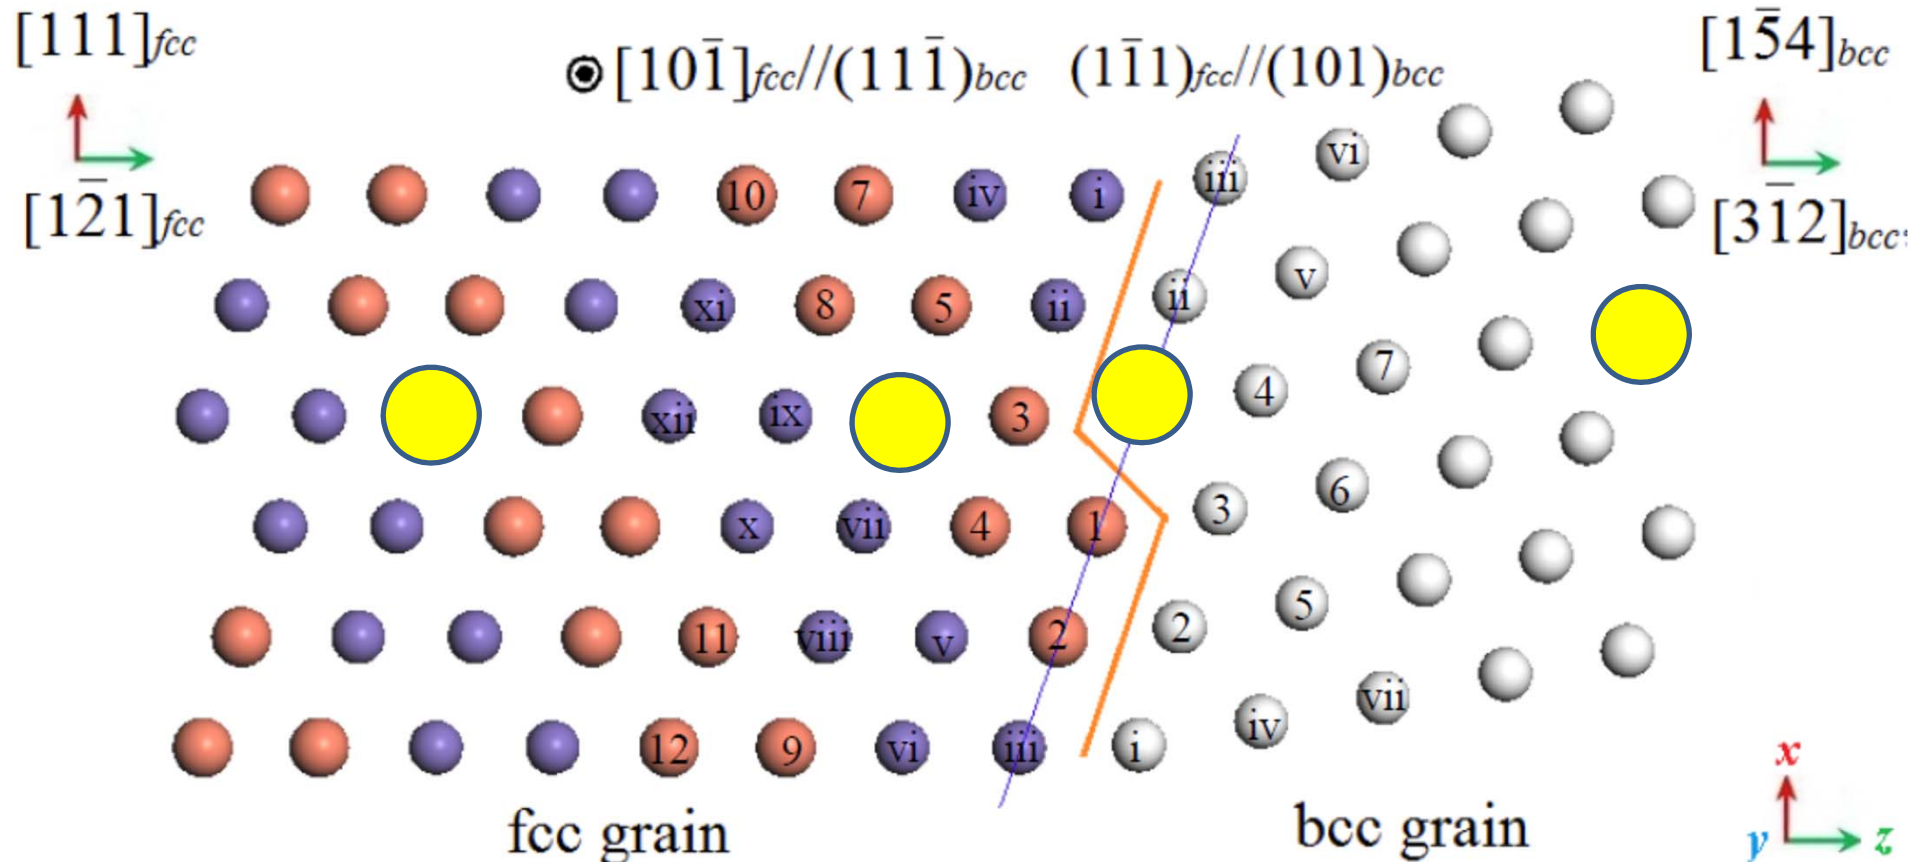 [111]fcc
[12̄1]fcc
[101̄]fcc//(111̄)bcc (11̄1)fcc//(101)bcc
[15̄4]bcc
[31̄2]bcc
10 7 iv i iii vi
xi 8 5 ii ii v
xii ix 3 4 7
x vii 4 1 3 6
11 viii v 2 2 5
12 9 vi iii i iv vii
fcc grain
bcc grain
x
y z